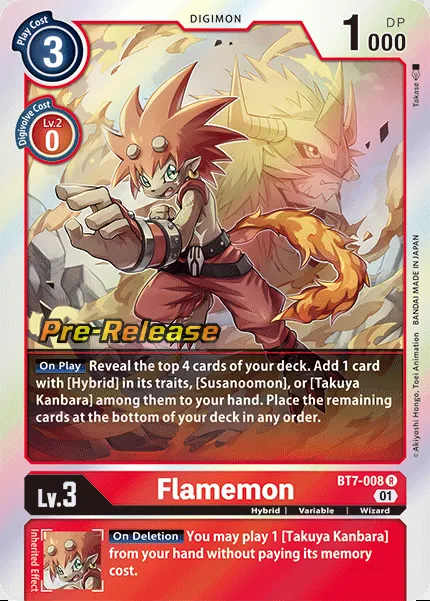 DIGIMON
Play Cost
3
1000
DP
Digivolve Cost
Lv.2
0
Takase
Pre-Release
On Play Reveal the top 4 cards of your deck. Add 1 card
with [Hybrid] in its traits, [Susanoomon], or [Takuya
Kanbara] among them to your hand. Place the remaining
cards at the bottom of your deck in any order.
© Akiyoshi Hongo, Toei Animation BANDAI MADE IN JAPAN
BT7-008 R
01
Lv.3
Flamemon
Hybrid | Variable | Wizard
Inherited Effect
On Deletion You may play 1 [Takuya Kanbara]
from your hand without paying its memory
cost.